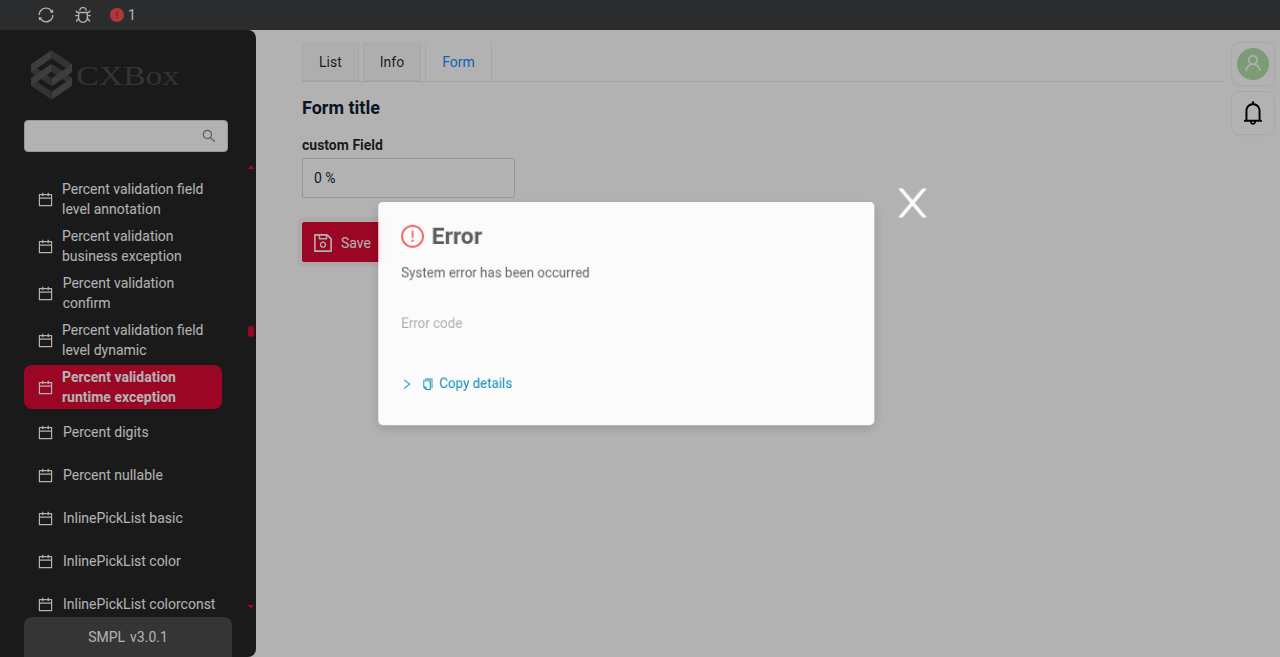 1
CXBox
List
Info
Form
Form title
custom Field
0 %
Save
Percent validation field
level annotation
Percent validation
business exception
Percent validation
confirm
Percent validation field
level dynamic
Percent validation
runtime exception
Percent digits
Percent nullable
InlinePickList basic
InlinePickList color
InlinePickList colorconst
SMPL v3.0.1
Error
System error has been occurred
Error code
Copy details